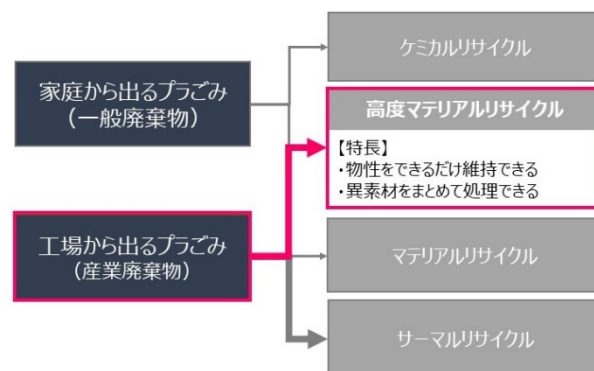 家庭から出るプラごみ
（一般廃棄物）
工場から出るプラごみ
（産業廃棄物）
ケミカルリサイクル
高度マテリアルリサイクル
【特長】
・物性をできるだけ維持できる
・異素材をまとめて処理できる
マテリアルリサイクル
サーマルリサイクル